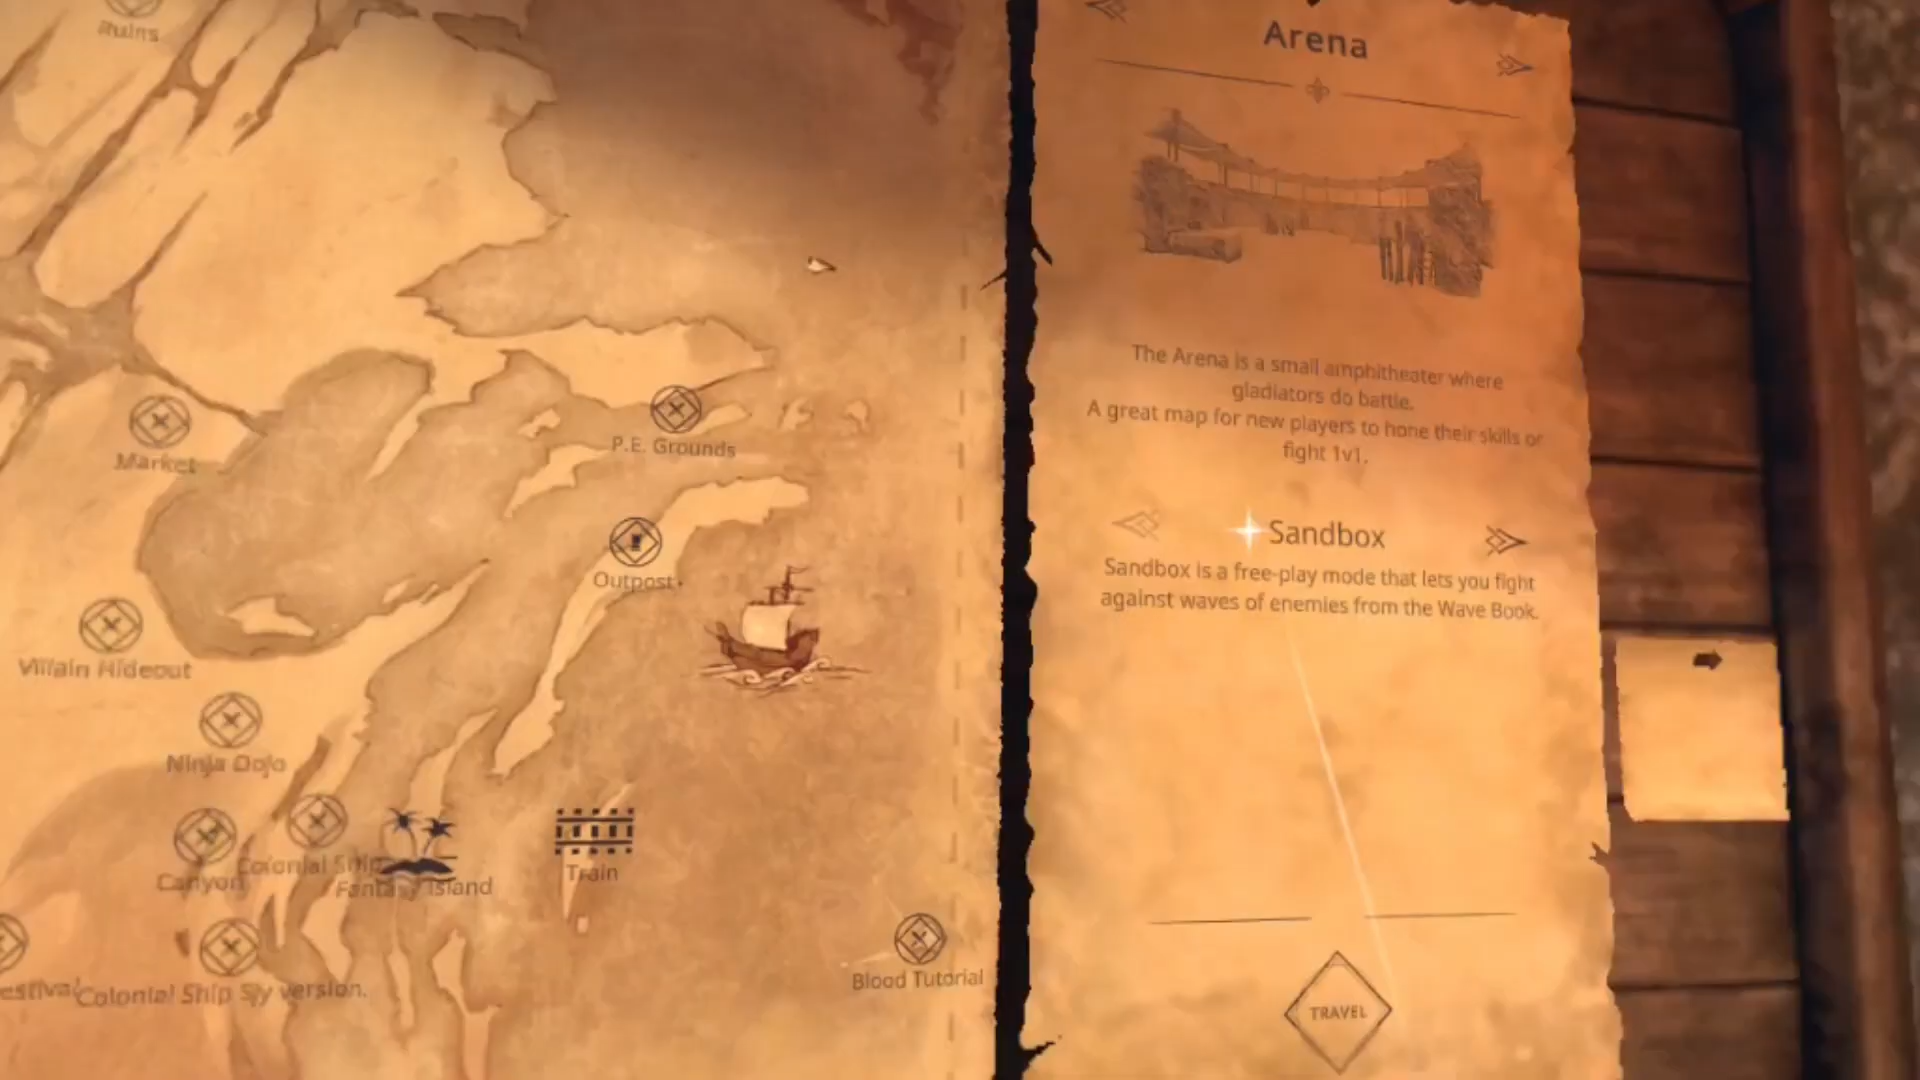 Ruins
Market
P.E. Grounds
Outpost
Villain Hideout
Ninja Dojo
Canyon
Colonial Ship
Fantasy Island
Train
Colonial Ship Sly version.
Blood Tutorial
Arena
The Arena is a small amphitheater where
gladiators do battle.
A great map for new players to hone their skills or
fight 1v1.
Sandbox
Sandbox is a free-play mode that lets you fight
against waves of enemies from the Wave Book.
TRAVEL